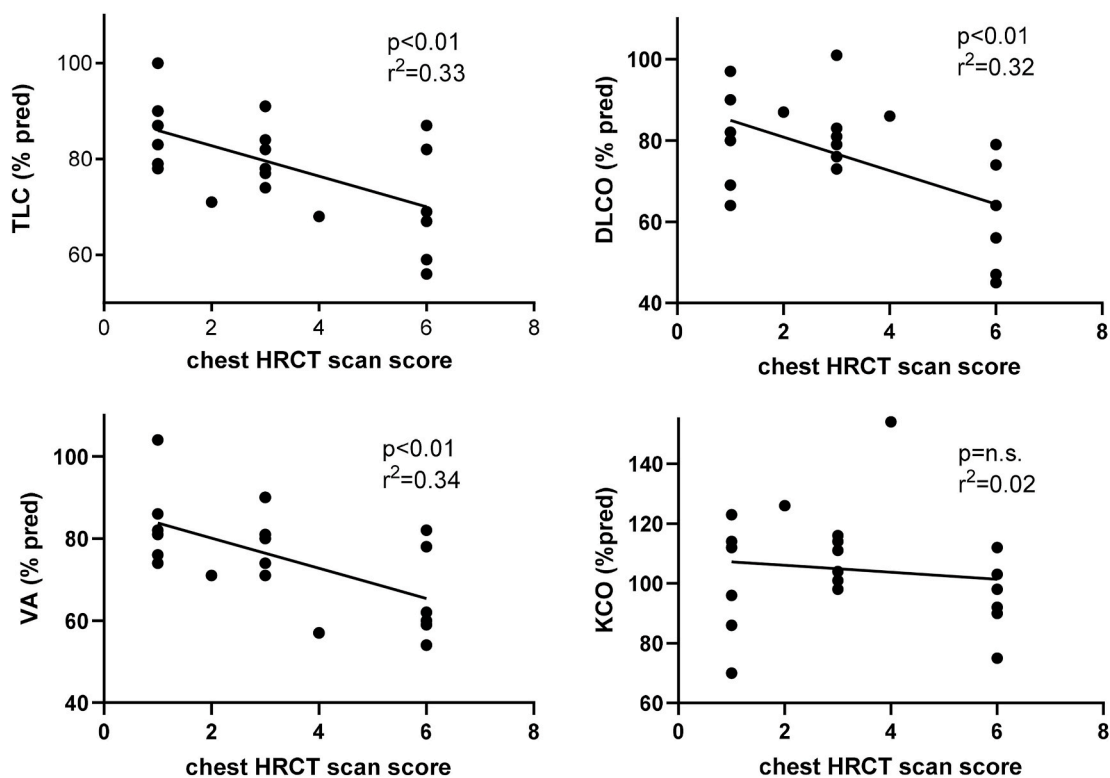 p<0.01
r²=0.33
TLC (% pred)
100
80
60
0 2 4 6 8
chest HRCT scan score
p<0.01
r²=0.32
DLCO (% pred)
100
80
60
40
0 2 4 6 8
chest HRCT scan score
p<0.01
r²=0.34
VA (% pred)
100
80
60
40
0 2 4 6 8
chest HRCT scan score
p=n.s.
r²=0.02
KCO (%pred)
140
120
100
80
60
0 2 4 6 8
chest HRCT scan score